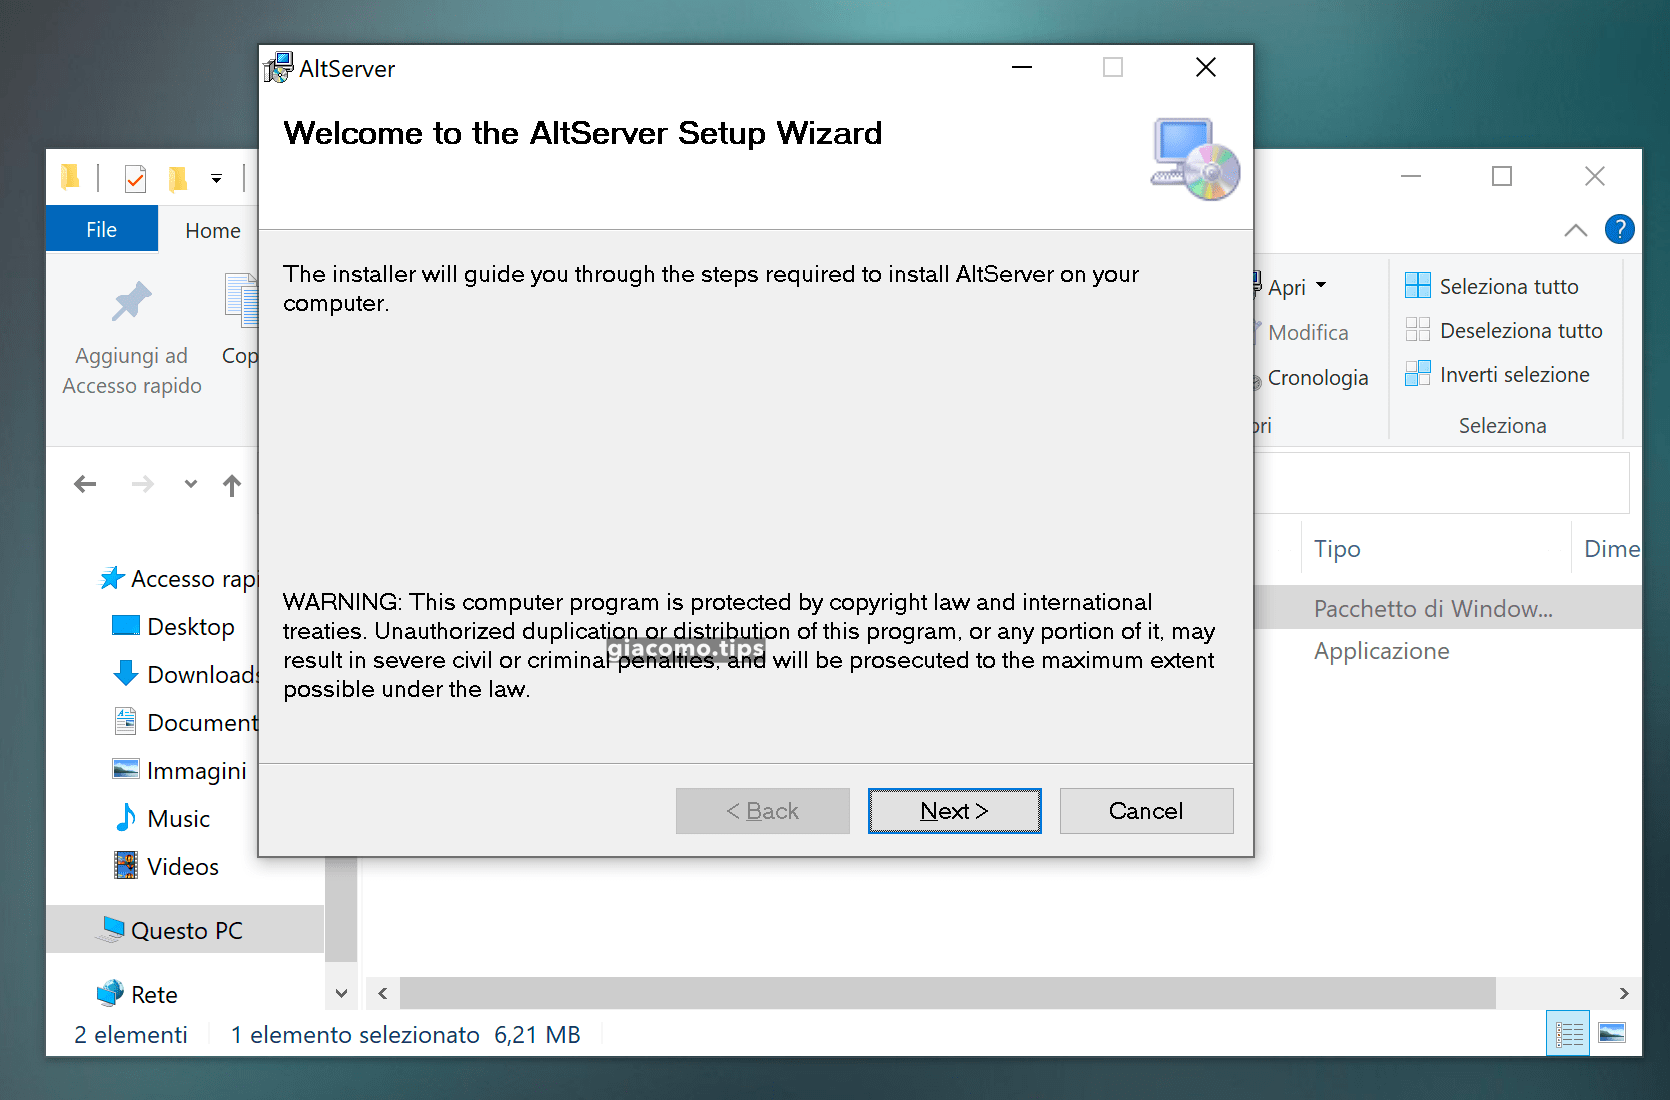 AltServer
Welcome to the AltServer Setup Wizard
The installer will guide you through the steps required to install AltServer on your
computer.
WARNING: This computer program is protected by copyright law and international
treaties. Unauthorized duplication or distribution of this program, or any portion of it, may
result in severe civil or criminal penalties, and will be prosecuted to the maximum extent
possible under the law.
giacomo.tips
< Back
Next >
Cancel
File
Home
Aggiungi ad
Accesso rapido
Cop
Apri
Modifica
Cronologia
pri
Seleziona tutto
Deseleziona tutto
Inverti selezione
Seleziona
?
Tipo
Dime
Pacchetto di Window...
Applicazione
Accesso rapi
Desktop
Downloads
Document
Immagini
Music
Videos
Questo PC
Rete
2 elementi
1 elemento selezionato 6,21 MB